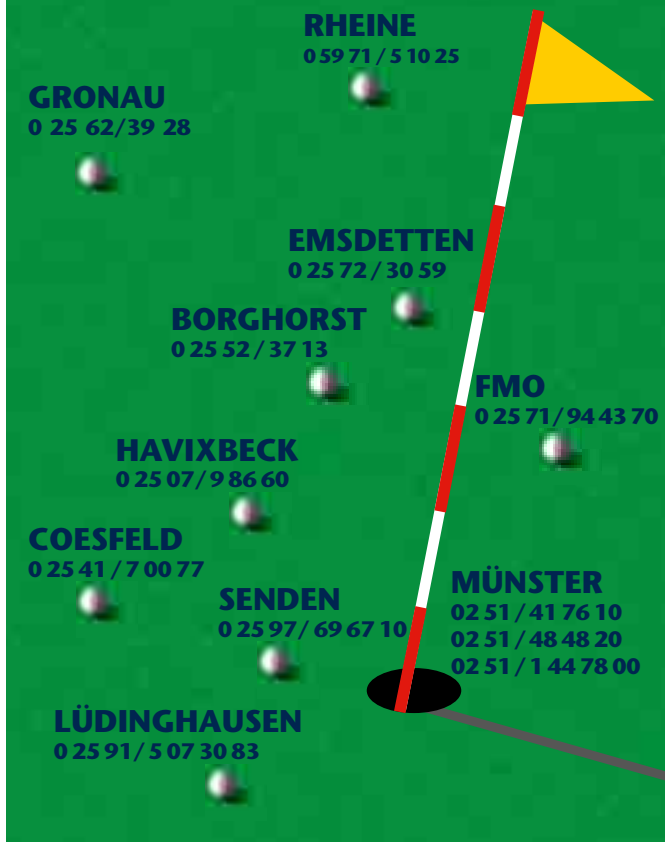 RHEINE
0 59 71 / 5 10 25
GRONAU
0 25 62/39 28
EMSDETTEN
0 25 72 / 30 59
BORGHORST
0 25 52 / 37 13
FMO
0 25 71/94 43 70
HAVIXBECK
0 25 07/9 86 60
COESFELD
0 25 41 / 7 00 77
SENDEN
0 25 97/ 69 67 10
MÜNSTER
02 51 / 41 76 10
02 51 / 48 48 20
02 51 / 1 44 78 00
LÜDINGHAUSEN
0 25 91/ 5 07 30 83